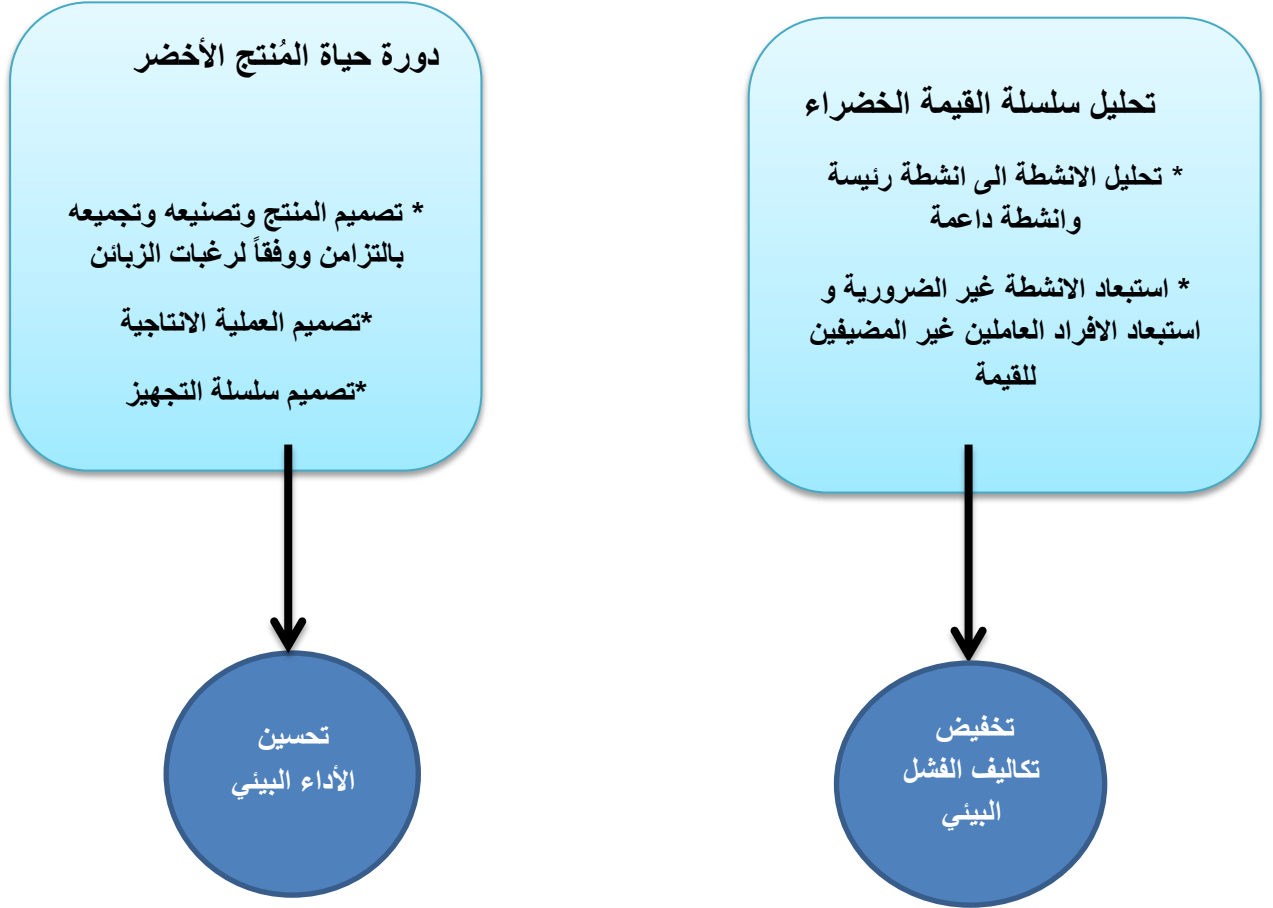 تحليل سلسلة القيمة الخضراء
* تحليل الانشطة الى انشطة رئيسة
وانشطة داعمة
* استبعاد الانشطة غير الضرورية و
استبعاد الافراد العاملين غير المضيفين
للقيمة
تخفيض
تكاليف الفشل
البيئي
دورة حياة المُنتج الأخضر
* تصميم المنتج وتصنيعه وتجميعه
بالتزامن ووفقاً لرغبات الزبائن
*تصميم العملية الانتاجية
*تصميم سلسلة التجهيز
تحسين
الأداء البيئي